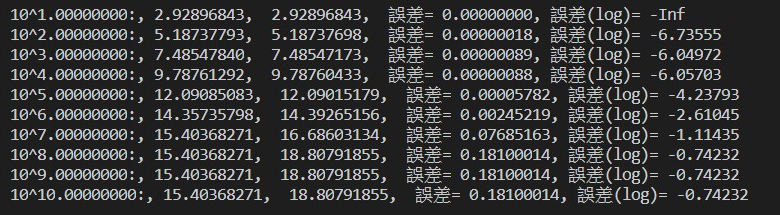 10^1.00000000:, 2.92896843,  2.92896843,  誤差= 0.00000000, 誤差(log)= -Inf
10^2.00000000:, 5.18737793,  5.18737698,  誤差= 0.00000018, 誤差(log)= -6.73555
10^3.00000000:, 7.48547840,  7.48547173,  誤差= 0.00000089, 誤差(log)= -6.04972
10^4.00000000:, 9.78761292,  9.78760433,  誤差= 0.00000088, 誤差(log)= -6.05703
10^5.00000000:, 12.09085083,  12.09015179,  誤差= 0.00005782, 誤差(log)= -4.23793
10^6.00000000:, 14.35735798,  14.39265156,  誤差= 0.00245219, 誤差(log)= -2.61045
10^7.00000000:, 15.40368271,  16.68603134,  誤差= 0.07685163, 誤差(log)= -1.11435
10^8.00000000:, 15.40368271,  18.80791855,  誤差= 0.18100014, 誤差(log)= -0.74232
10^9.00000000:, 15.40368271,  18.80791855,  誤差= 0.18100014, 誤差(log)= -0.74232
10^10.00000000:, 15.40368271,  18.80791855,  誤差= 0.18100014, 誤差(log)= -0.74232